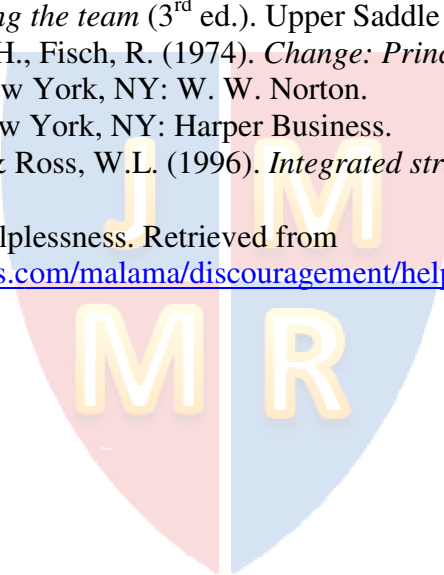 ng the team (3rd ed.). Upper Saddle
H., Fisch, R. (1974). Change: Princ
w York, NY: W. W. Norton.
w York, NY: Harper Business.
& Ross, W.L. (1996). Integrated str
lplessness. Retrieved from
s.com/malama/discouragement/help
J M
M R